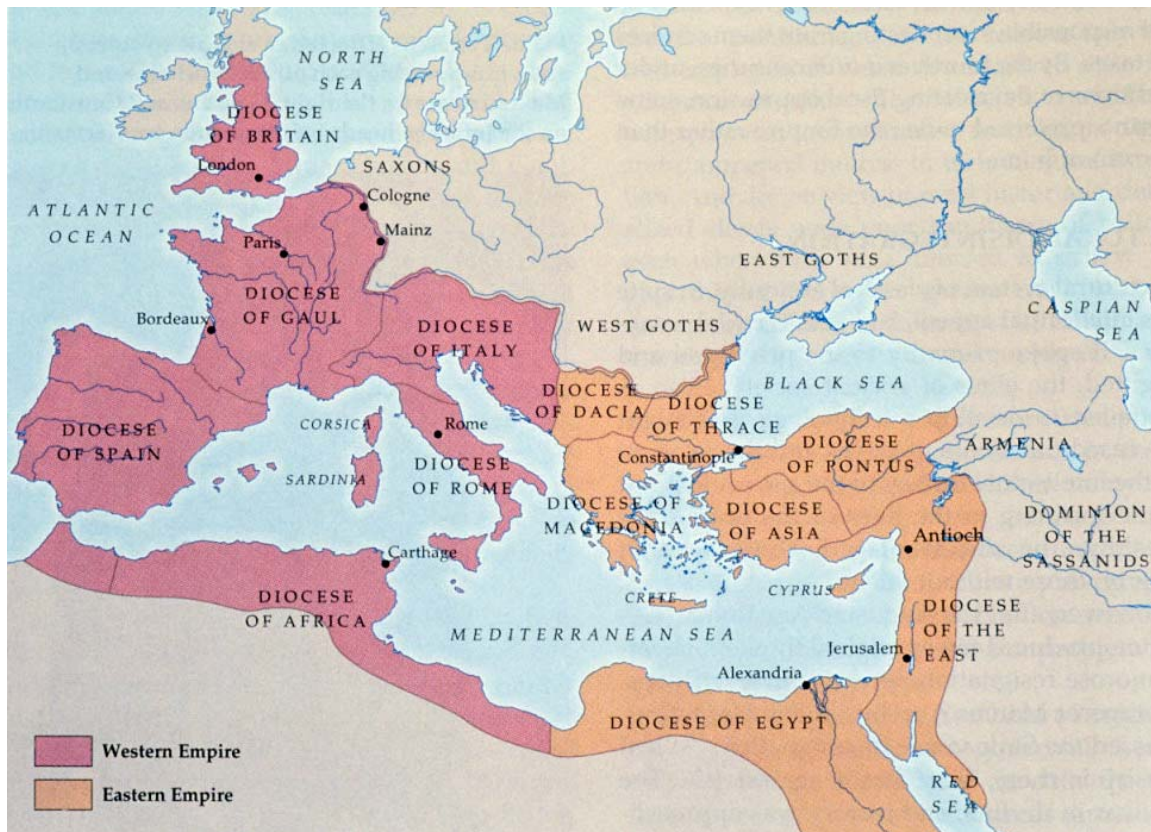 NORTH
SEA
DIOCESE
OF BRITAIN
London
SAXONS
Cologne
ATLANTIC
OCEAN
Mainz
Paris
EAST GOTHS
DIOCESE
OF GAUL
Bordeaux
CASPIAN
SEA
DIOCESE
OF ITALY
WEST GOTHS
BLACK SEA
DIOCESE
OF DACIA
DIOCESE
OF THRACE
CORSICA
Rome
DIOCESE
OF SPAIN
Constantinople
DIOCESE
OF PONTUS
ARMENIA
SARDINIA
DIOCESE
OF ROME
DIOCESE OF
MACEDONIA
DIOCESE
OF ASIA
DOMINION
OF THE
SASSANIDS
Antioch
Carthage
CRETE
CYPRUS
DIOCESE
OF AFRICA
MEDITERRANEAN SEA
DIOCESE
OF THE
EAST
Jerusalem
Alexandria
DIOCESE OF EGYPT
RED
SEA
Western Empire
Eastern Empire